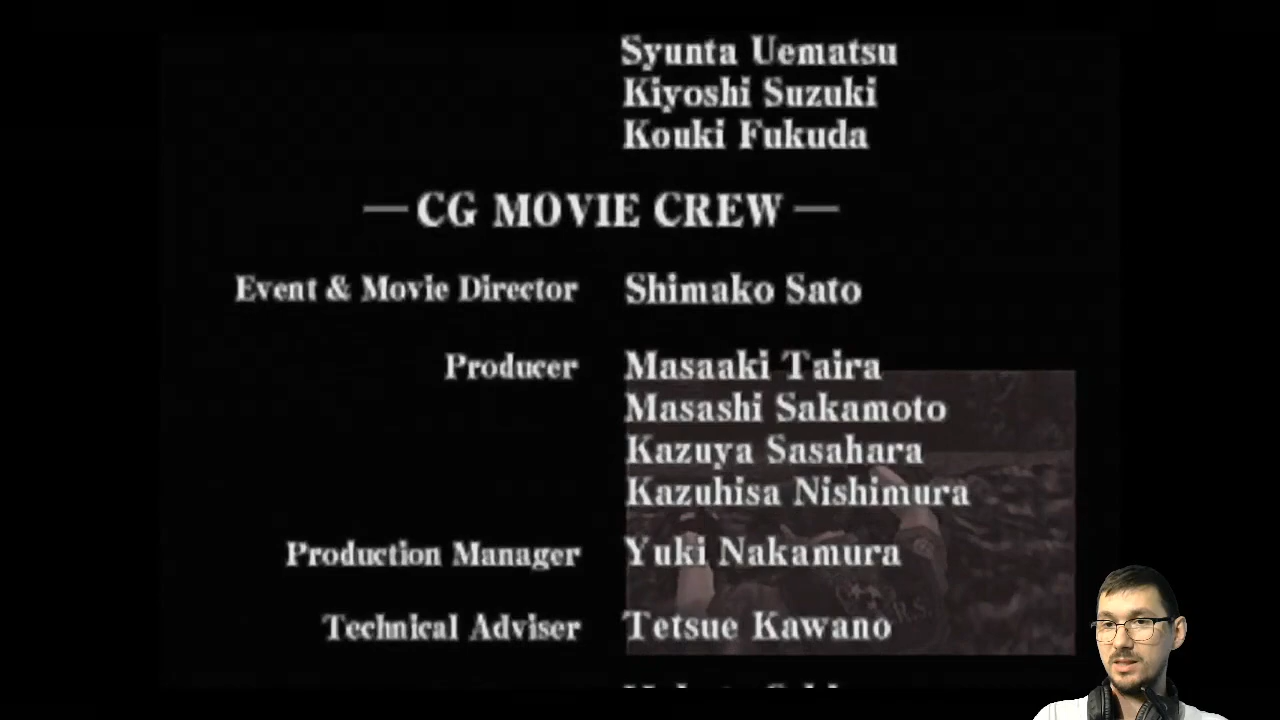 Syunta Uematsu
Kiyoshi Suzuki
Kouki Fukuda
— CG MOVIE CREW —
Event & Movie Director Shimako Sato
Producer Masaaki Taira
Masashi Sakamoto
Kazuya Sasahara
Kazuhisa Nishimura
Production Manager Yuki Nakamura
Technical Adviser Tetsue Kawano